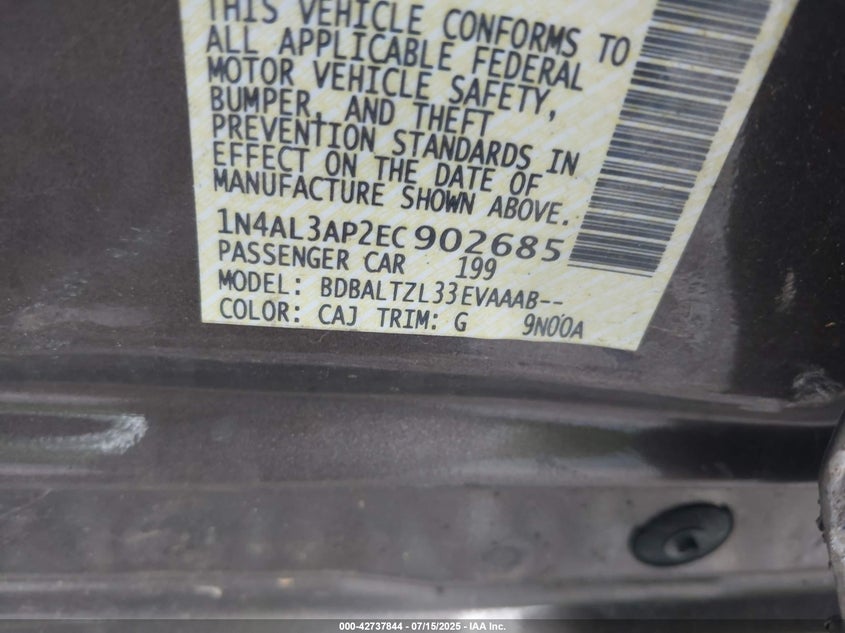 THIS VEHICLE CONFORMS TO
ALL APPLICABLE FEDERAL
MOTOR VEHICLE SAFETY,
BUMPER, AND THEFT
PREVENTION STANDARDS IN
EFFECT ON THE DATE OF
MANUFACTURE SHOWN ABOVE.
1N4AL3AP2EC902685
PASSENGER CAR 199
MODEL: BDBALTZL33EVAAAB--
COLOR: CAJ TRIM: G 9N00A
000-42737844 - 07/15/2025 - IAA Inc.